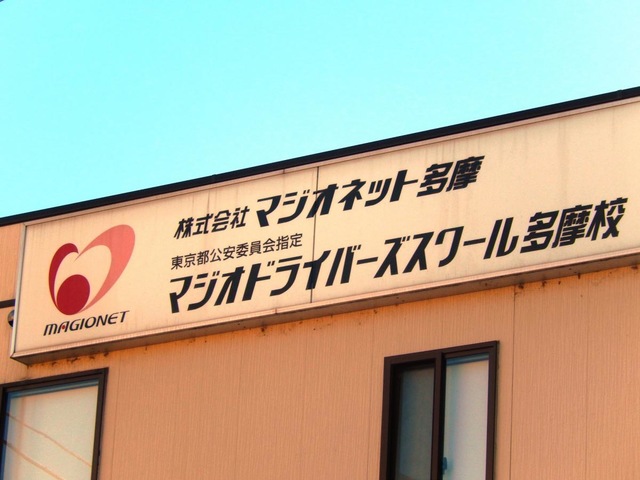 株式会社 マジオネット多摩
東京都公安委員会指定
マジオドライバーズスクール多摩校
MAGIONET